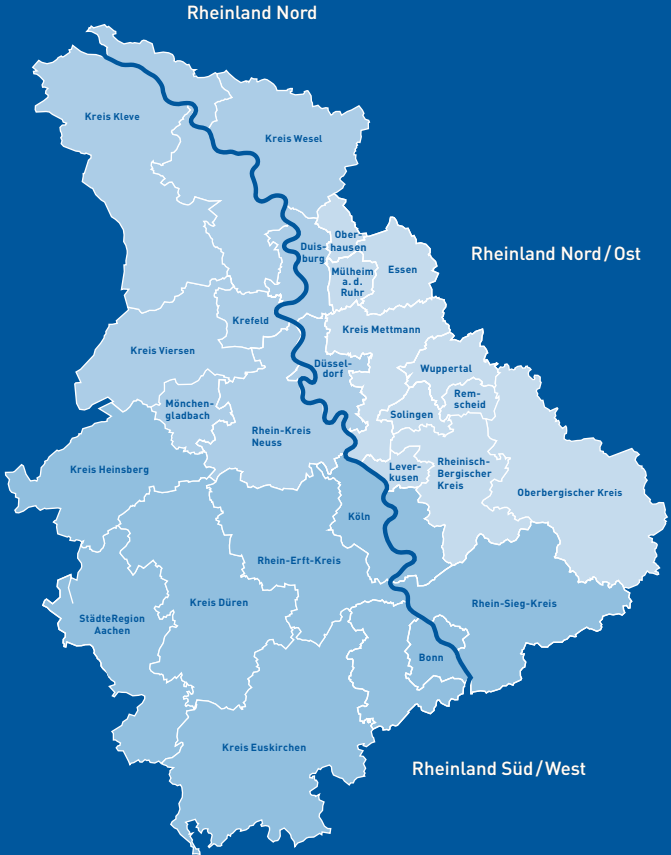 Rheinland Nord
Kreis Kleve
Kreis Wesel
Ober-
hausen
Duis-
burg
Rheinland Nord/Ost
Mülheim
a. d.
Ruhr
Essen
Krefeld
Kreis Mettmann
Kreis Viersen
Düssel-
dorf
Wuppertal
Rem-
scheid
Mönchen-
gladbach
Solingen
Rhein-Kreis
Neuss
Kreis Heinsberg
Lever-
kusen
Rheinisch-
Bergischer
Kreis
Oberbergischer Kreis
Köln
Rhein-Erft-Kreis
Kreis Düren
Rhein-Sieg-Kreis
StädteRegion
Aachen
Bonn
Kreis Euskirchen
Rheinland Süd/West